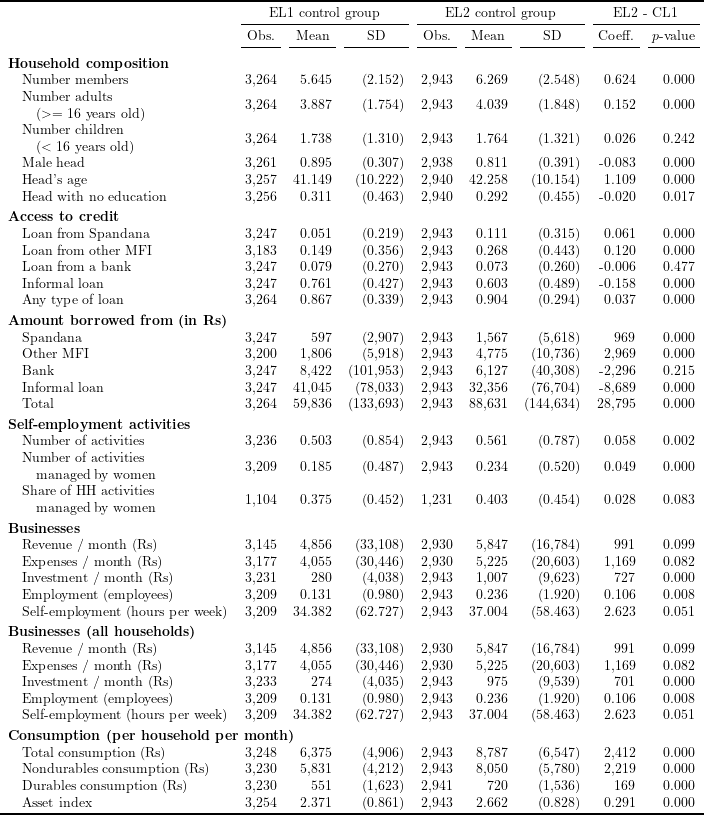 EL1 control group EL2 control group EL2 - CL1
Obs. Mean SD Obs. Mean SD Coeff. p-value
Household composition
Number members 3,264 5.645 (2.152) 2,943 6.269 (2.548) 0.624 0.000
Number adults
(>= 16 years old) 3,264 3.887 (1.754) 2,943 4.039 (1.848) 0.152 0.000
Number children
(< 16 years old) 3,264 1.738 (1.310) 2,943 1.764 (1.321) 0.026 0.242
Male head 3,261 0.895 (0.307) 2,938 0.811 (0.391) -0.083 0.000
Head's age 3,257 41.149 (10.222) 2,940 42.258 (10.154) 1.109 0.000
Head with no education 3,256 0.311 (0.463) 2,940 0.292 (0.455) -0.020 0.017
Access to credit
Loan from Spandana 3,247 0.051 (0.219) 2,943 0.111 (0.315) 0.061 0.000
Loan from other MFI 3,183 0.149 (0.356) 2,943 0.268 (0.443) 0.120 0.000
Loan from a bank 3,247 0.079 (0.270) 2,943 0.073 (0.260) -0.006 0.477
Informal loan 3,247 0.761 (0.427) 2,943 0.603 (0.489) -0.158 0.000
Any type of loan 3,264 0.867 (0.339) 2,943 0.904 (0.294) 0.037 0.000
Amount borrowed from (in Rs)
Spandana 3,247 597 (2,907) 2,943 1,567 (5,618) 969 0.000
Other MFI 3,200 1,806 (5,918) 2,943 4,775 (10,736) 2,969 0.000
Bank 3,247 8,422 (101,953) 2,943 6,127 (40,308) -2,296 0.215
Informal loan 3,247 41,045 (78,033) 2,943 32,356 (76,704) -8,689 0.000
Total 3,264 59,836 (133,693) 2,943 88,631 (144,634) 28,795 0.000
Self-employment activities
Number of activities 3,236 0.503 (0.854) 2,943 0.561 (0.787) 0.058 0.002
Number of activities
managed by women 3,209 0.185 (0.487) 2,943 0.234 (0.520) 0.049 0.000
Share of HH activities
managed by women 1,104 0.375 (0.452) 1,231 0.403 (0.454) 0.028 0.083
Businesses
Revenue / month (Rs) 3,145 4,856 (33,108) 2,930 5,847 (16,784) 991 0.099
Expenses / month (Rs) 3,177 4,055 (30,446) 2,930 5,225 (20,603) 1,169 0.082
Investment / month (Rs) 3,231 280 (4,038) 2,943 1,007 (9,623) 727 0.000
Employment (employees) 3,209 0.131 (0.980) 2,943 0.236 (1.920) 0.106 0.008
Self-employment (hours per week) 3,209 34.382 (62.727) 2,943 37.004 (58.463) 2.623 0.051
Businesses (all households)
Revenue / month (Rs) 3,145 4,856 (33,108) 2,930 5,847 (16,784) 991 0.099
Expenses / month (Rs) 3,177 4,055 (30,446) 2,930 5,225 (20,603) 1,169 0.082
Investment / month (Rs) 3,233 274 (4,035) 2,943 975 (9,539) 701 0.000
Employment (employees) 3,209 0.131 (0.980) 2,943 0.236 (1.920) 0.106 0.008
Self-employment (hours per week) 3,209 34.382 (62.727) 2,943 37.004 (58.463) 2.623 0.051
Consumption (per household per month)
Total consumption (Rs) 3,248 6,375 (4,906) 2,943 8,787 (6,547) 2,412 0.000
Nondurables consumption (Rs) 3,230 5,831 (4,212) 2,943 8,050 (5,780) 2,219 0.000
Durables consumption (Rs) 3,230 551 (1,623) 2,941 720 (1,536) 169 0.000
Asset index 3,254 2.371 (0.861) 2,943 2.662 (0.828) 0.291 0.000